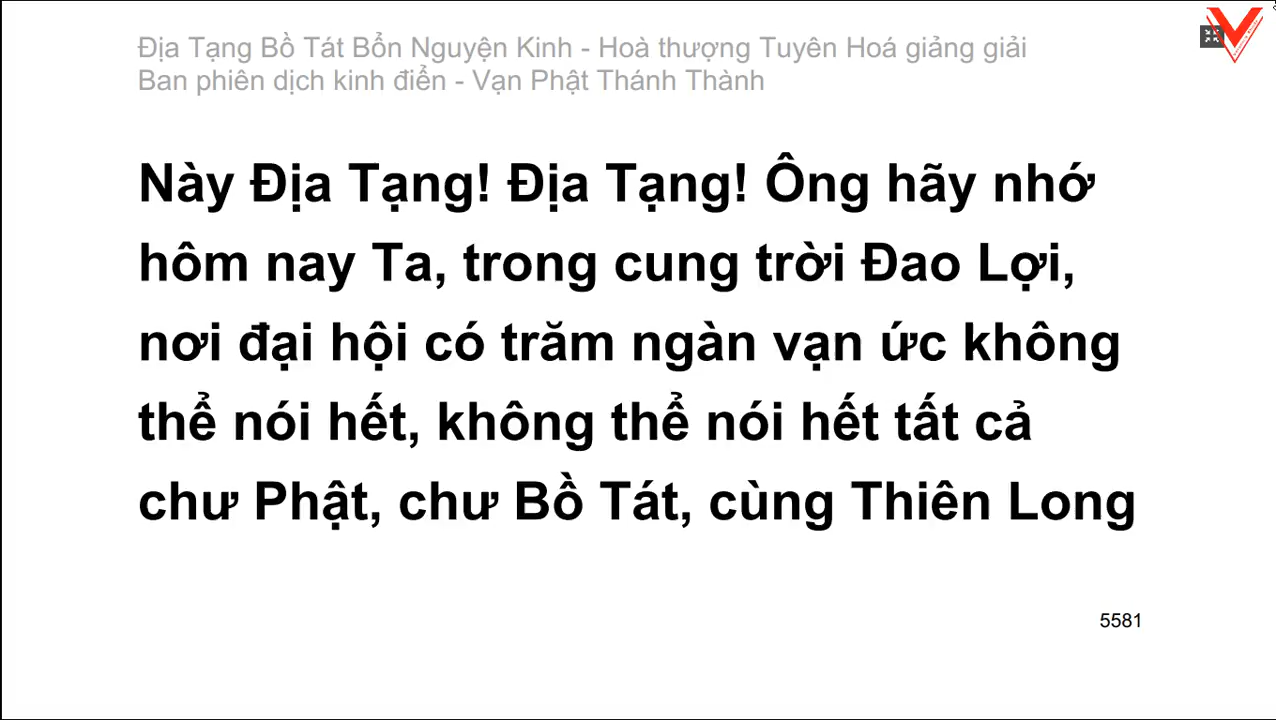 Địa Tạng Bồ Tát Bổn Nguyện Kinh - Hoà thượng Tuyên Hoá giảng giải
Ban phiên dịch kinh điển - Vạn Phật Thánh Thành
Này Địa Tạng! Địa Tạng! Ông hãy nhớ
hôm nay Ta, trong cung trời Đao Lợi,
nơi đại hội có trăm ngàn vạn ức không
thể nói hết, không thể nói hết tất cả
chư Phật, chư Bồ Tát, cùng Thiên Long
5581